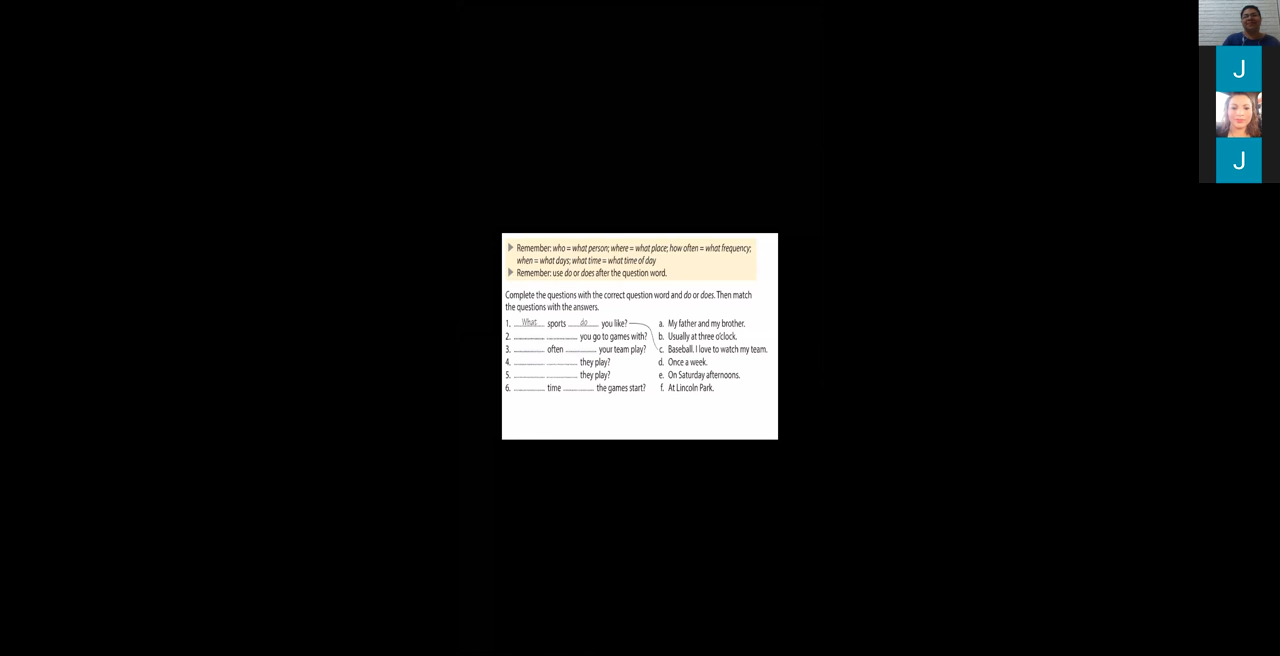 Remember: who = what person; where = what place; how often = what frequency;
when = what days; what time = what time of day
Remember: use do or does after the question word.
Complete the questions with the correct question word and do or does. Then match
the questions with the answers.
1. What sports do you like?
2. you go to games with?
3. often your team play?
4. they play?
5. they play?
6. time the games start?
a. My father and my brother.
b. Usually at three o'clock.
c. Baseball. I love to watch my team.
d. Once a week.
e. On Saturday afternoons.
f. At Lincoln Park.
J
J